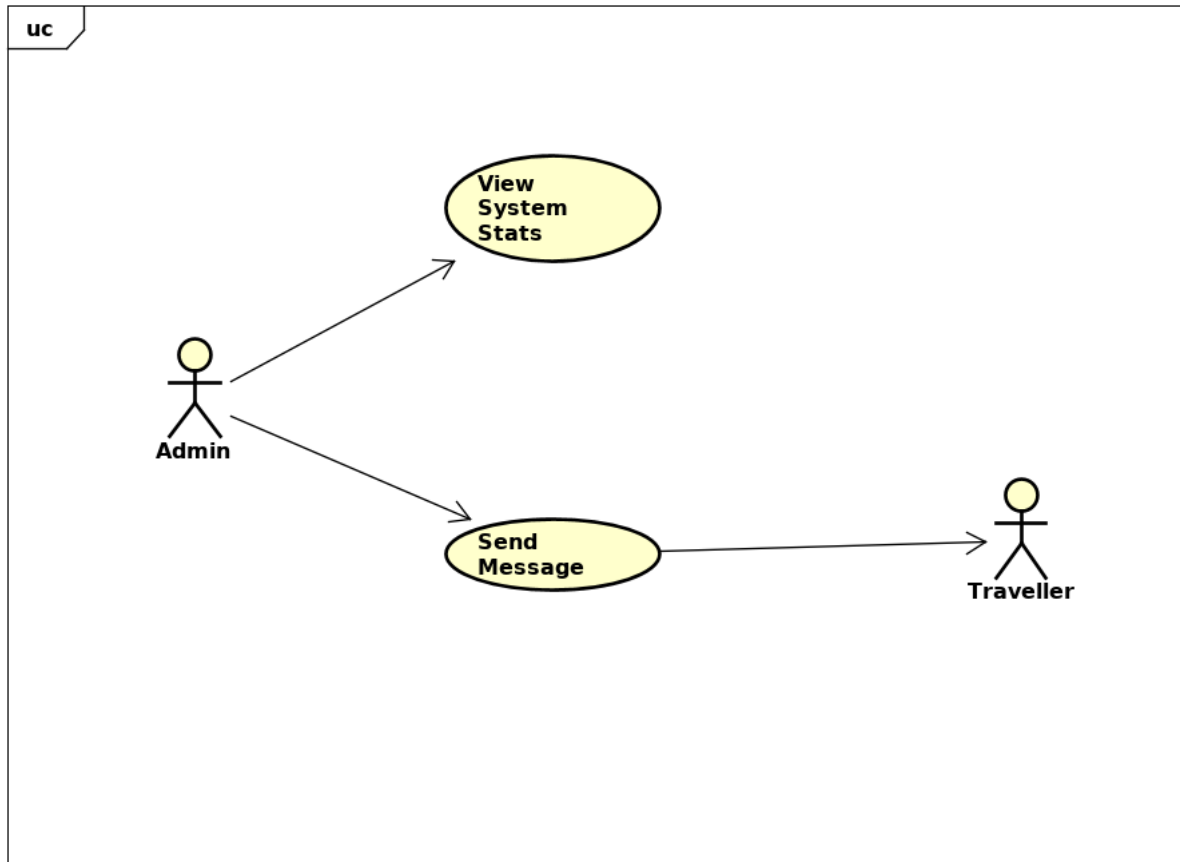 uc
View
System
Stats
Admin
Send
Message
Traveller